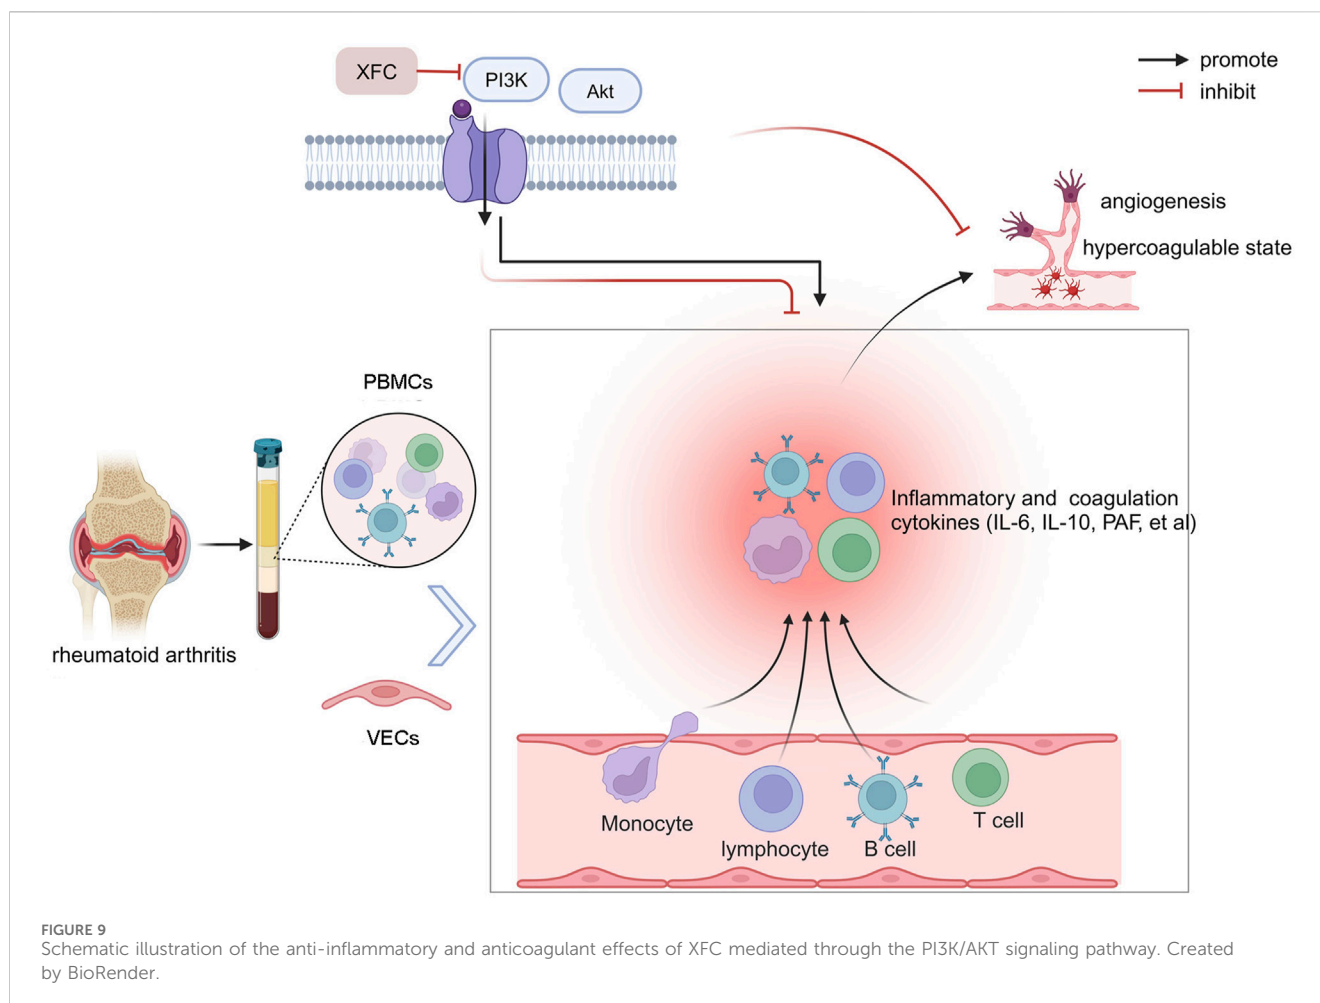 XFC
PI3K
Akt
promote
inhibit
angiogenesis
hypercoagulable state
PBMCs
rheumatoid arthritis
VECs
Inflammatory and coagulation
cytokines (IL-6, IL-10, PAF, et al)
Monocyte
lymphocyte
B cell
T cell
FIGURE 9
Schematic illustration of the anti-inflammatory and anticoagulant effects of XFC mediated through the PI3K/AKT signaling pathway. Created
by BioRender.